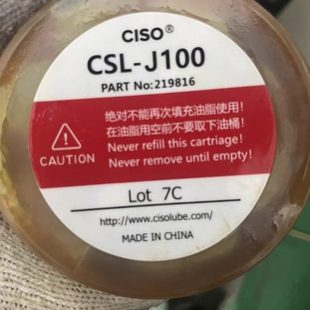 CISO®
CSL-J100
PART No:219816
绝对不能再次填充油脂使用!
在油脂用空前不要取下油桶!
Never refill this cartriage!
Never remove until empty!
CAUTION
Lot 7C
http://www.cisolube.com/
MADE IN CHINA